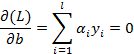 ∂(L)/∂b = ∑_{i=1}^{l} α_i y_i = 0